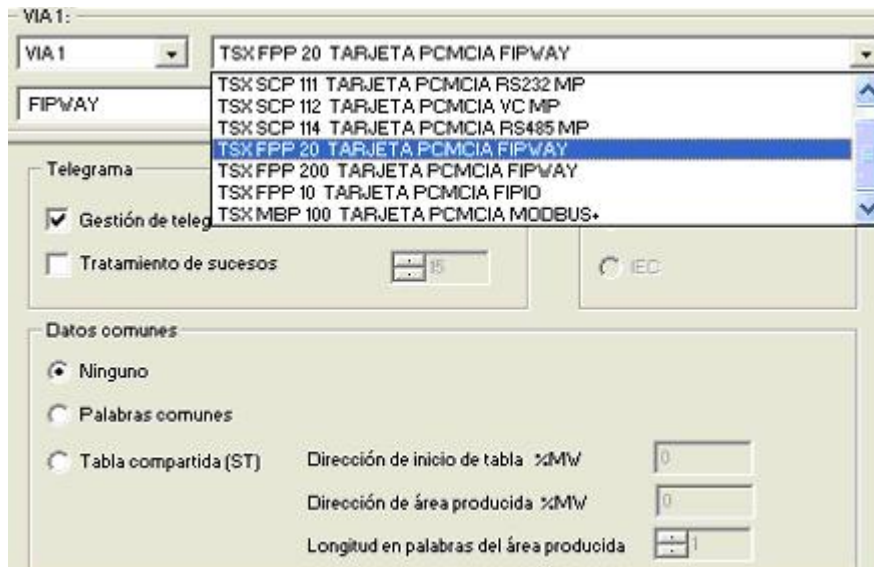 VIA 1:
VIA 1
TSX FPP 20 TARJETA PCMCIA FIPWAY
TSX SCP 111 TARJETA PCMCIA RS232 MP
TSX SCP 112 TARJETA PCMCIA VC MP
TSX SCP 114 TARJETA PCMCIA RS485 MP
TSX FPP 20 TARJETA PCMCIA FIPWAY
TSX FPP 200 TARJETA PCMCIA FIPWAY
TSX FPP 10 TARJETA PCMCIA FIPIO
TSX MBP 100 TARJETA PCMCIA MODBUS+
FIPWAY
Telegrama
Gestión de teleg
Tratamiento de sucesos
15
IEC
Datos comunes
Ninguno
Palabras comunes
Tabla compartida (ST)
Dirección de inicio de tabla %MW
0
Dirección de área producida %MW
0
Longitud en palabras del área producida
1